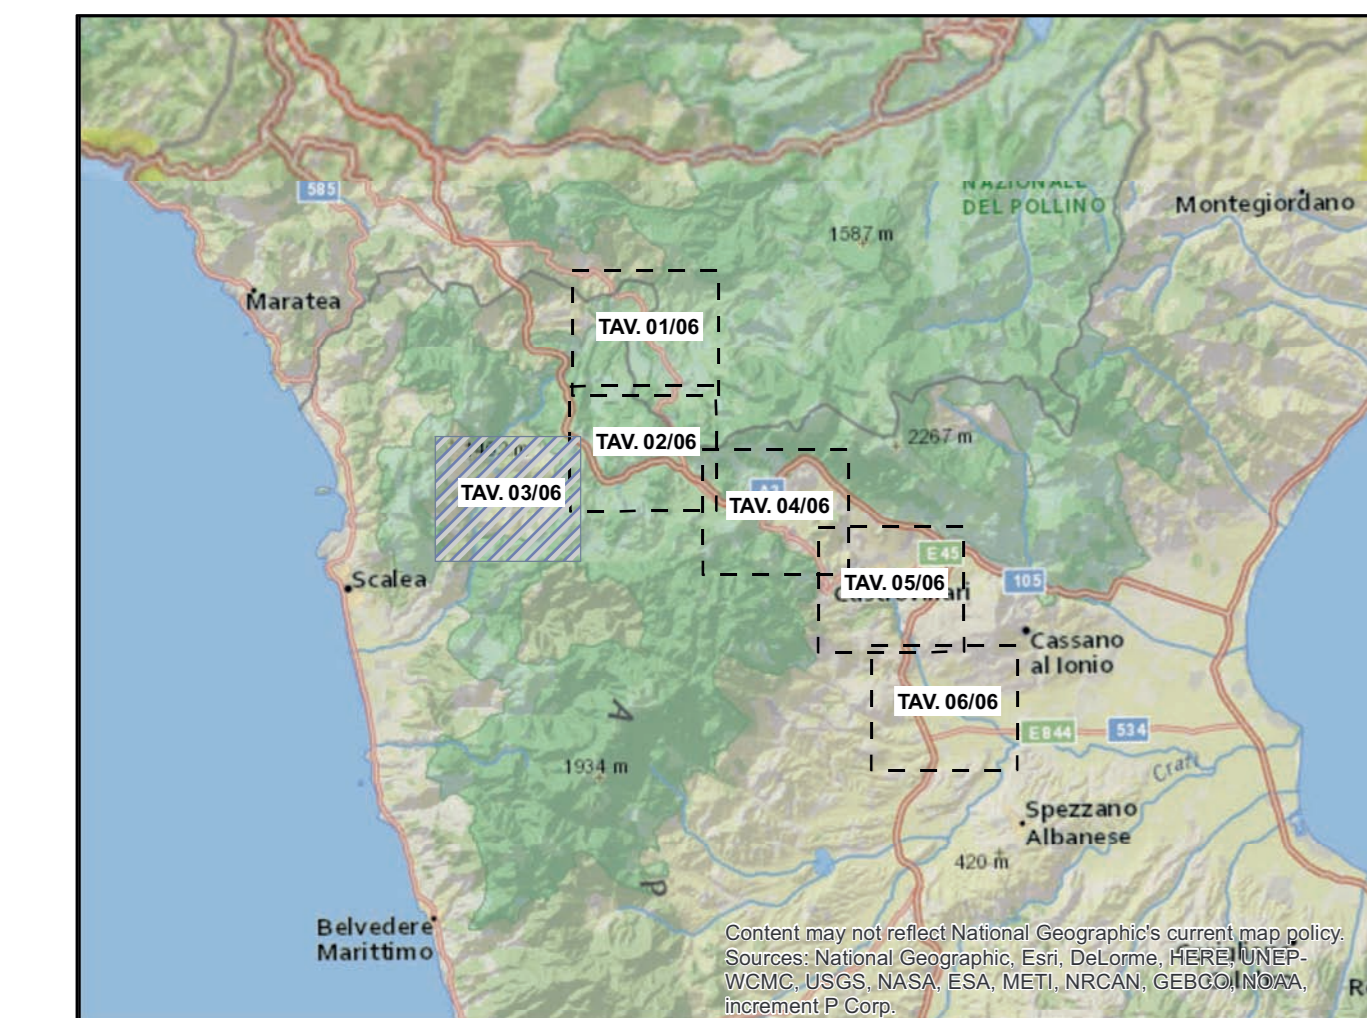 585
NAZIONALE
DEL POLLINO
Montegiordano
1587 m
Maratea
TAV. 01/06
2267 m
TAV. 02/06
TAV. 03/06
TAV. 04/06
E45
TAV. 05/06
105
Scalea
Cassano
al Ionio
TAV. 06/06
A
E844
534
1934 m
Crati
Spezzano
Albanese
420 m
P
Belvedere
Marittimo
Content may not reflect National Geographic's current map policy.
Sources: National Geographic, Esri, DeLorme, HERE, UNEP-
WCMC, USGS, NASA, ESA, METI, NRCAN, GEBCO, NOAA,
increment P Corp.
R